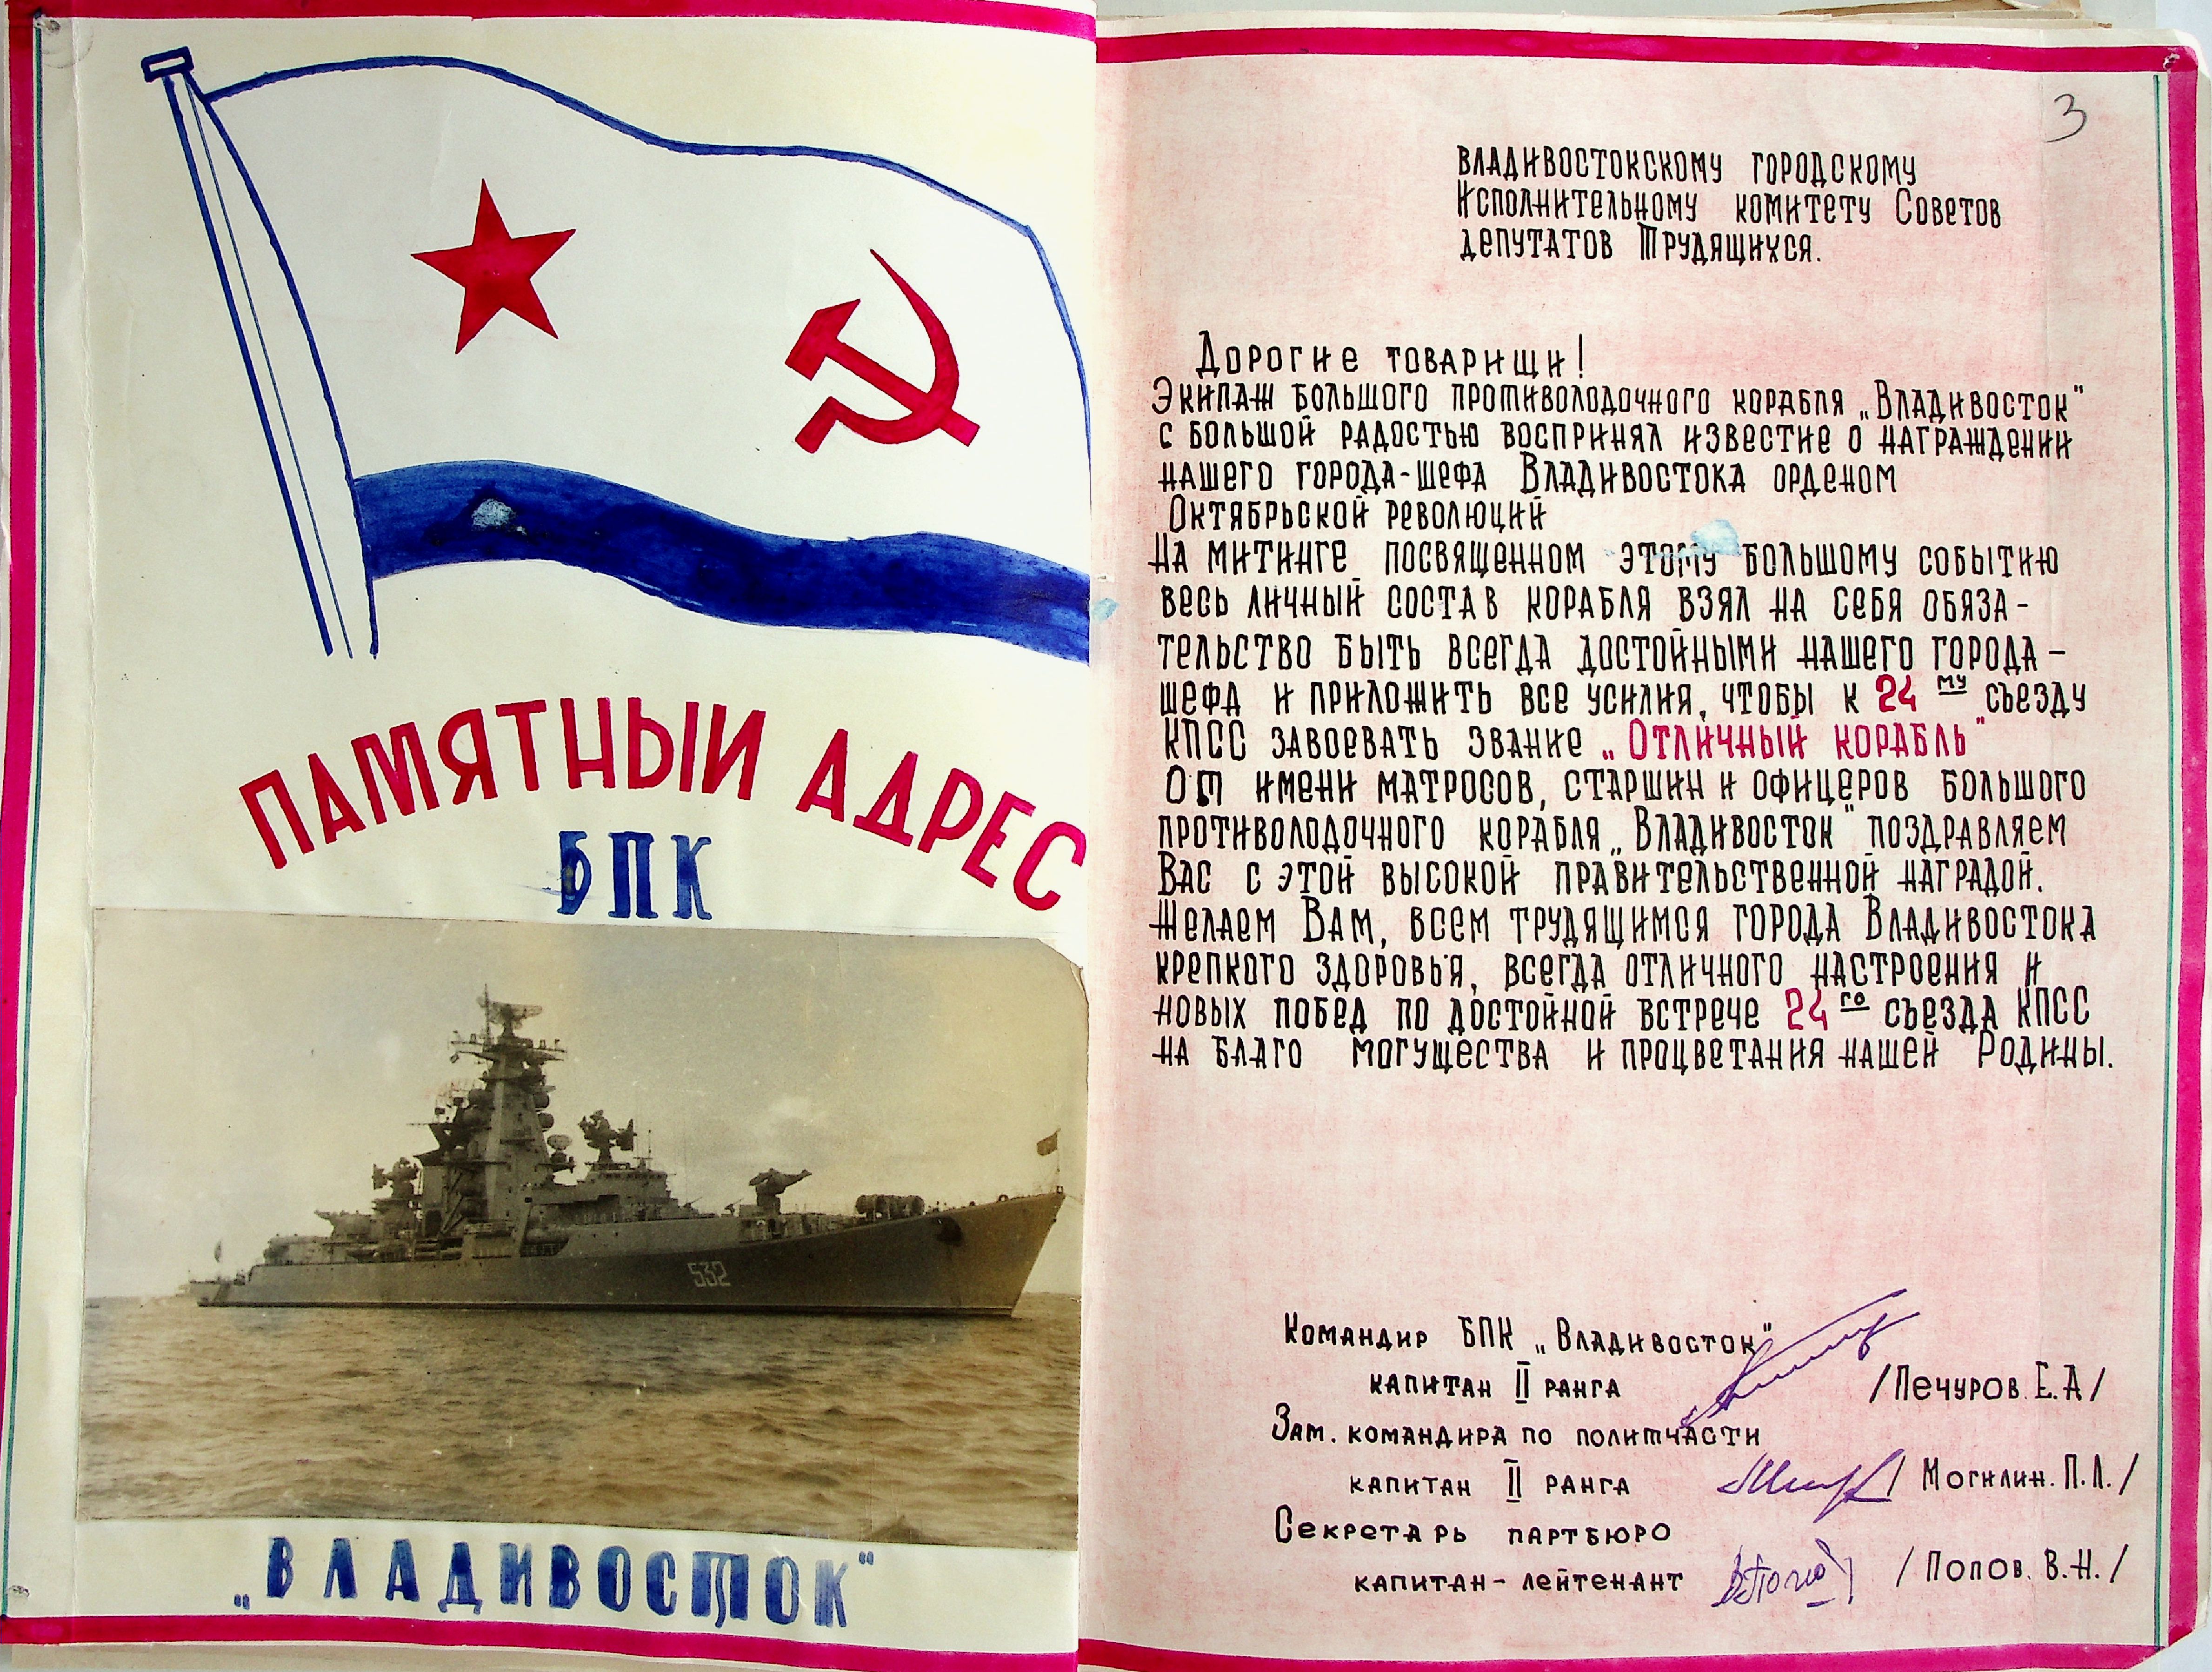 ПАМЯТНЫЙ АДРЕС
БПК
532
„ВЛАДИВОСТОК"
3
ВЛАДИВОСТОКСКОМУ ГОРОДСКОМУ
ИСПОЛНИТЕЛЬНОМУ КОМИТЕТУ СОВЕТОВ
ДЕПУТАТОВ ТРУДЯЩИХСЯ.
ДОРОГИЕ ТОВАРИЩИ!
ЭКИПАЖ БОЛЬШОГО ПРОТИВОЛОДОЧНОГО КОРАБЛЯ „ВЛАДИВОСТОК"
С БОЛЬШОЙ РАДОСТЬЮ ВОСПРИНЯЛ ИЗВЕСТИЕ О НАГРАЖДЕНИИ
НАШЕГО ГОРОДА-ШЕФА ВЛАДИВОСТОКА ОРДЕНОМ
ОКТЯБРЬСКОЙ РЕВОЛЮЦИЙ
НА МИТИНГЕ ПОСВЯЩЕННОМ ЭТОМУ БОЛЬШОМУ СОБЫТИЮ
ВЕСЬ ЛИЧНЫЙ СОСТАВ КОРАБЛЯ ВЗЯЛ НА СЕБЯ ОБЯЗА-
ТЕЛЬСТВО БЫТЬ ВСЕГДА ДОСТОЙНЫМИ НАШЕГО ГОРОДА-
ШЕФА И ПРИЛОЖИТЬ ВСЕ УСИЛИЯ, ЧТОБЫ К 24 МУ СЪЕЗДУ
КПСС ЗАВОЕВАТЬ ЗВАНИЕ „ОТЛИЧНЫЙ КОРАБЛЬ"
ОТ ИМЕНИ МАТРОСОВ, СТАРШИН И ОФИЦЕРОВ БОЛЬШОГО
ПРОТИВОЛОДОЧНОГО КОРАБЛЯ „ВЛАДИВОСТОК" ПОЗДРАВЛЯЕМ
ВАС С ЭТОЙ ВЫСОКОЙ ПРАВИТЕЛЬСТВЕННОЙ НАГРАДОЙ.
ЖЕЛАЕМ ВАМ, ВСЕМ ТРУДЯЩИМСЯ ГОРОДА ВЛАДИВОСТОКА
КРЕПКОГО ЗДОРОВЬЯ, ВСЕГДА ОТЛИЧНОГО НАСТРОЕНИЯ И
НОВЫХ ПОБЕД ПО ДОСТОЙНОЙ ВСТРЕЧЕ 24 ГО СЪЕЗДА КПСС
НА БЛАГО МОГУЩЕСТВА И ПРОЦВЕТАНИЯ НАШЕЙ РОДИНЫ.
КОМАНДИР БПК „ВЛАДИВОСТОК"
КАПИТАН II РАНГА /ПЕЧУРОВ. Е.А/
ЗАМ. КОМАНДИРА ПО ПОЛИТЧАСТИ
КАПИТАН II РАНГА / МОГИЛИН. П.Л./
СЕКРЕТАРЬ ПАРТБЮРО
КАПИТАН-ЛЕЙТЕНАНТ /ПОПОВ. В.Н./